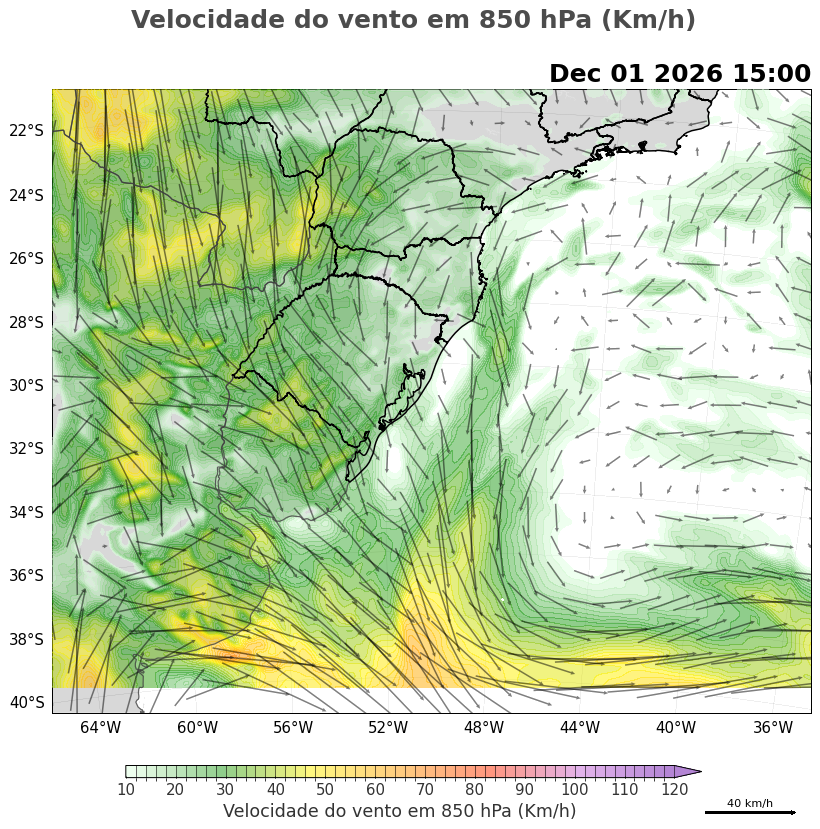 Velocidade do vento em 850 hPa (Km/h)
Dec 01 2026 15:00
22°S
24°S
26°S
28°S
30°S
32°S
34°S
36°S
38°S
40°S
64°W 60°W 56°W 52°W 48°W 44°W 40°W 36°W
10 20 30 40 50 60 70 80 90 100 110 120
Velocidade do vento em 850 hPa (Km/h)
40 km/h